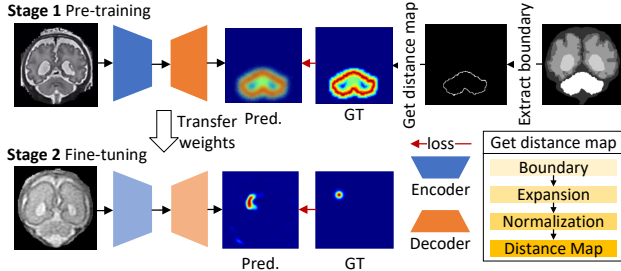 Stage 1 Pre-training
Pred.
GT
Get distance map
Extract boundary
Transfer
weights
Stage 2 Fine-tuning
Pred.
GT
loss
Encoder
Decoder
Get distance map
Boundary
Expansion
Normalization
Distance Map